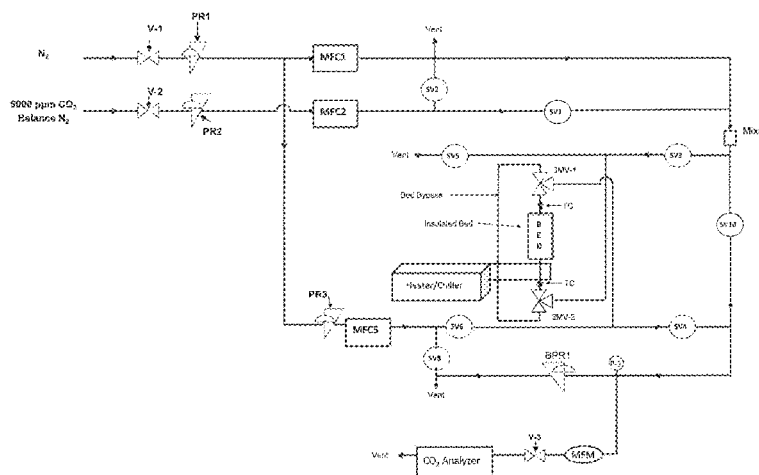 PR1
V-1
Vent
N₂
MFC1
SV2
V-2
5000 ppm CO₂
Balance N₂
PR2
MFC2
SV1
Mix
Vent
SV5
SV3
Bed Bypass
3MV-1
TC
Insulated Bed
BED
SV10
Heater/Chiller
TC
3MV-2
PR3
MFC3
SV6
SV4
SV8
BPR1
Vent
V-3
Vent
CO₂ Analyzer
MFM